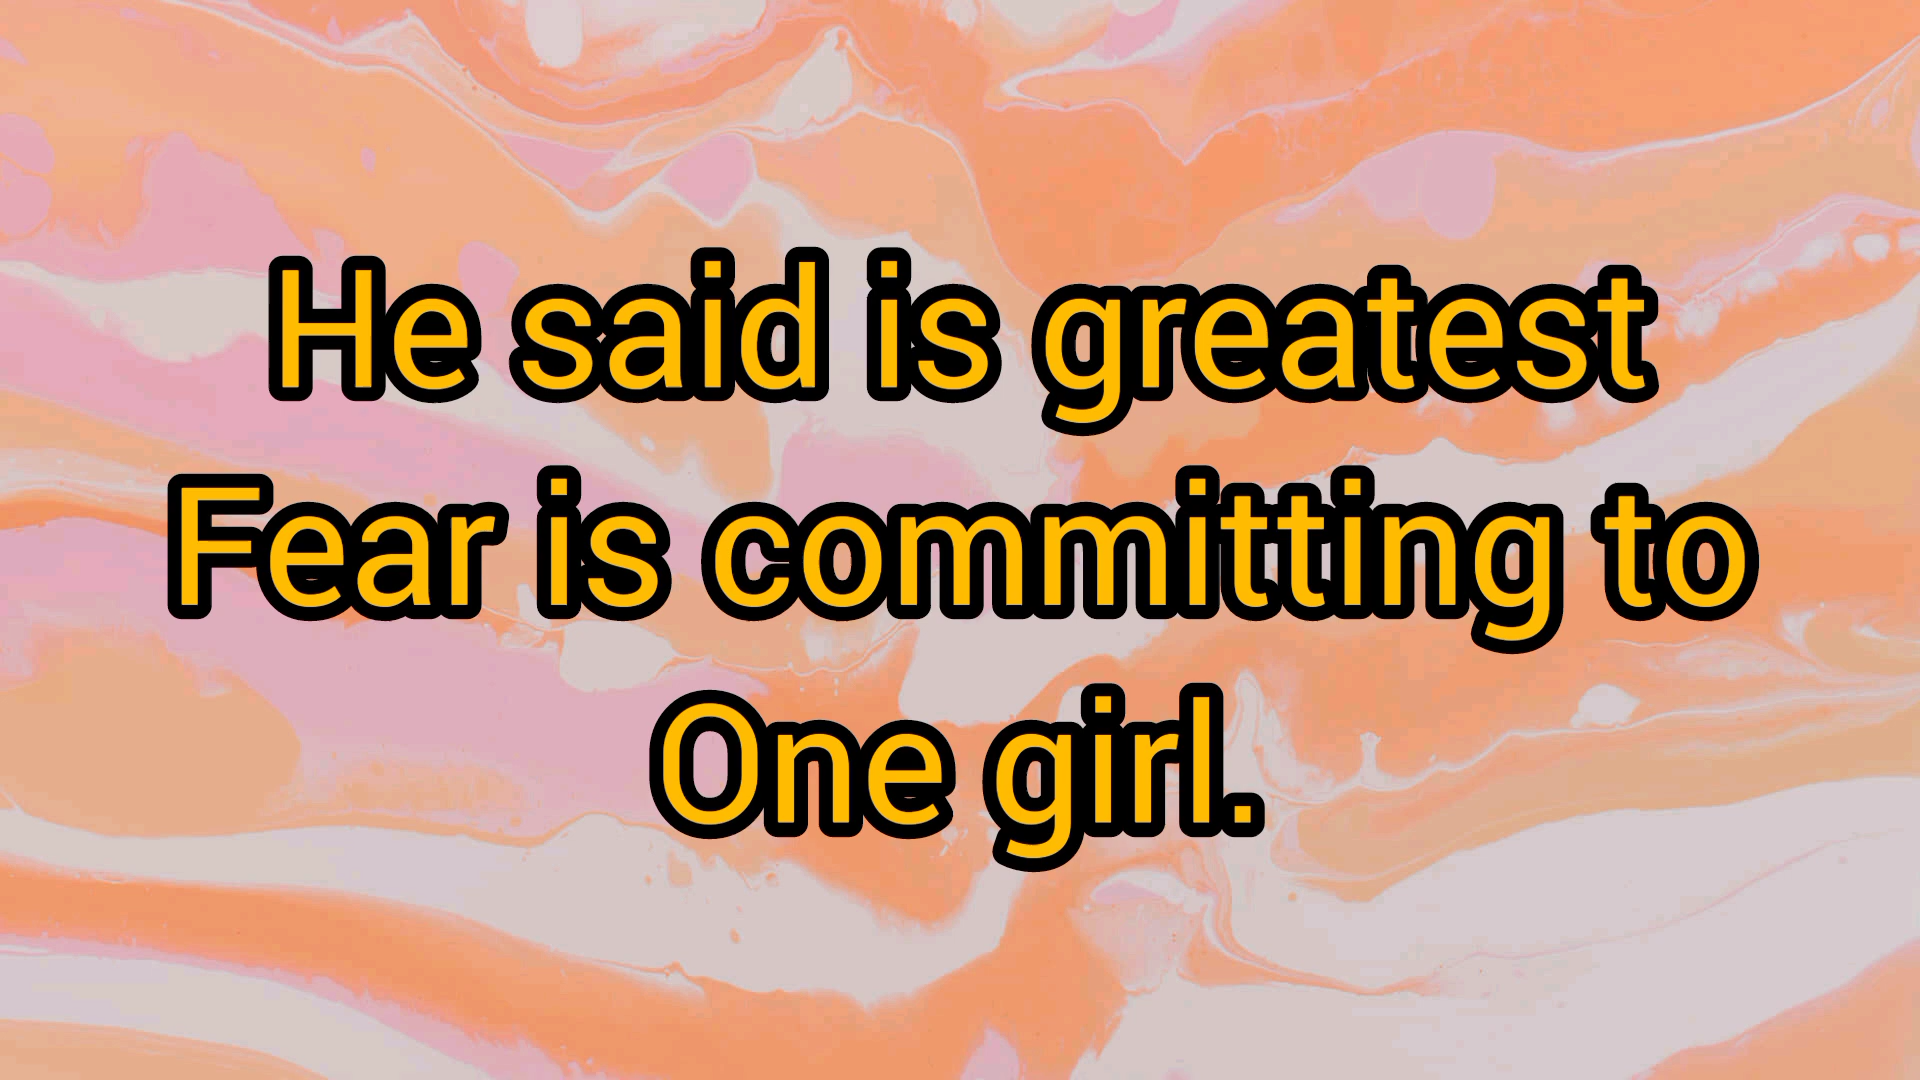 He said is greatest
Fear is committing to
One girl.